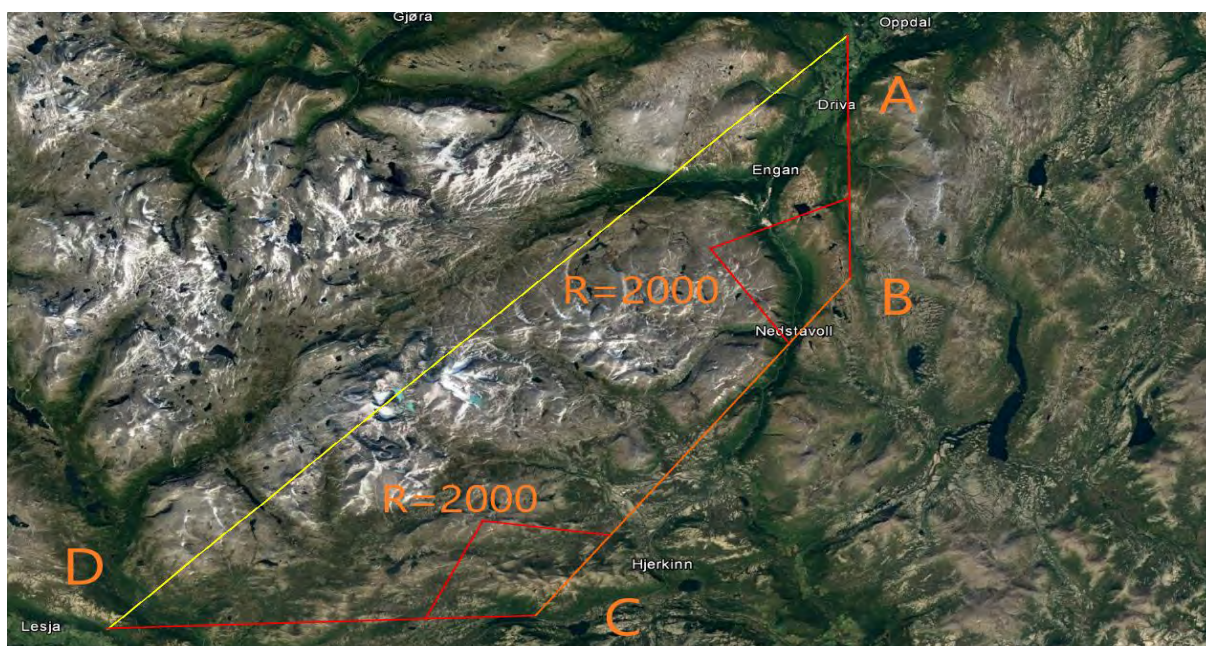 Gjøra
Oppdal
A
Driva
Engan
R=2000
B
Nedstavoll
R=2000
D
Hjerkinn
C
Lesja